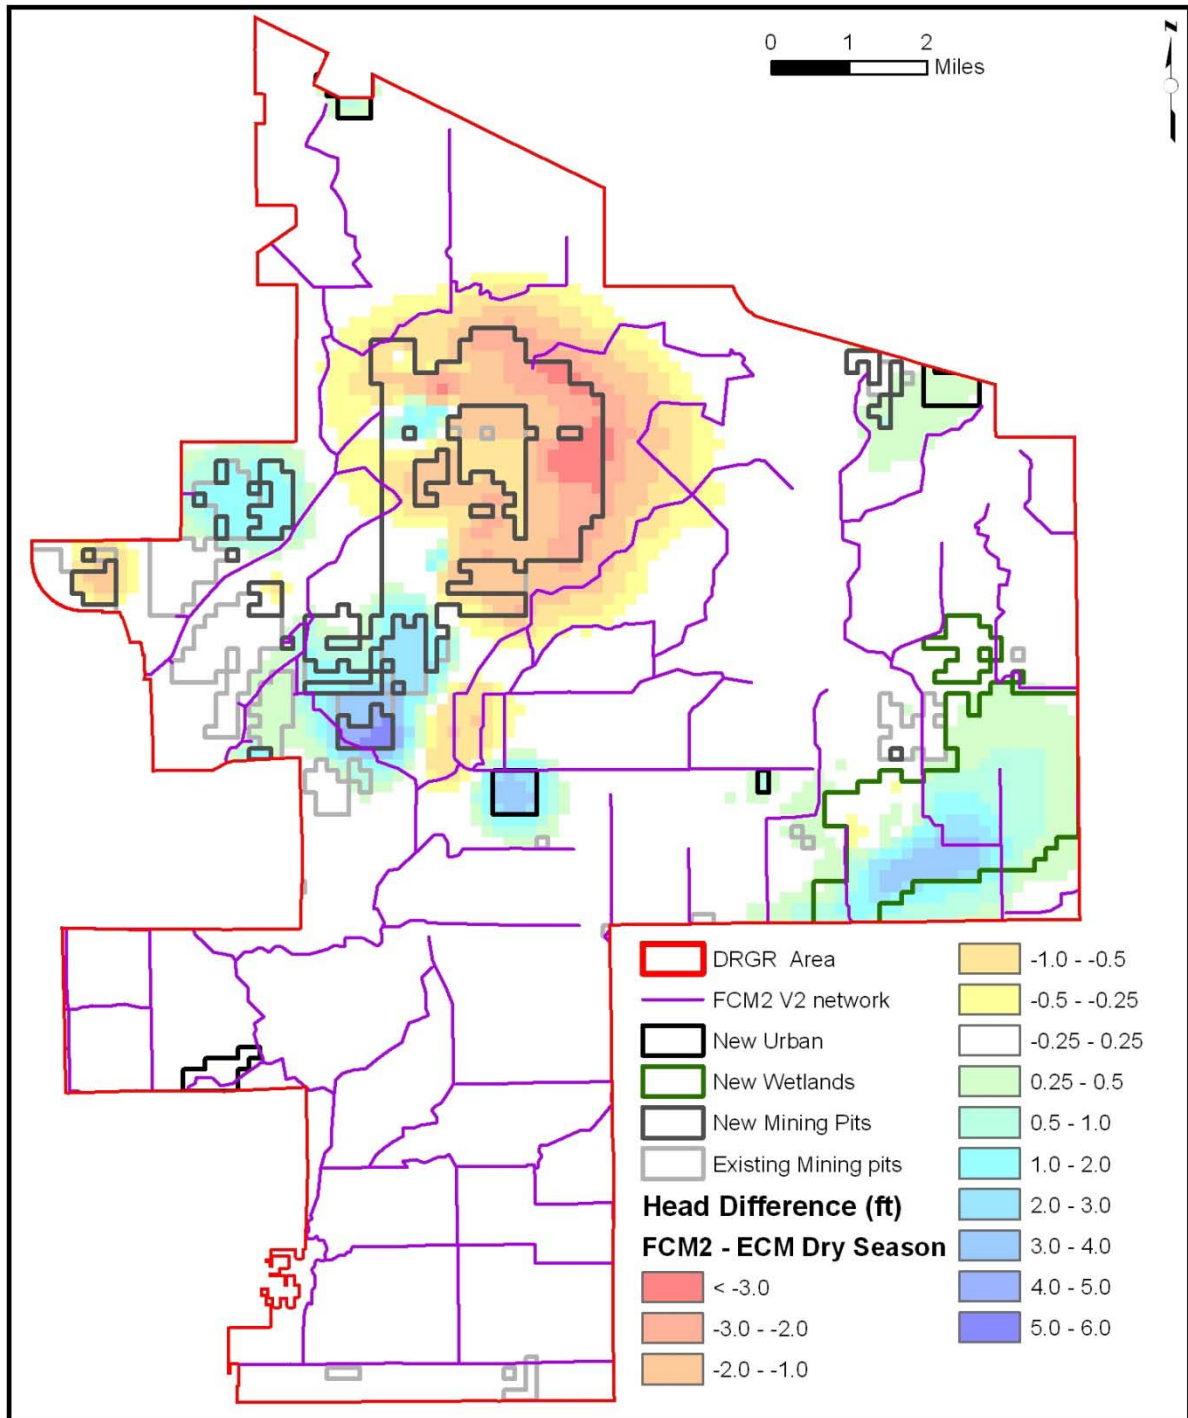 0 1 2
Miles
N
DRGR Area
FCM2 V2 network
New Urban
New Wetlands
New Mining Pits
Existing Mining pits
Head Difference (ft)
FCM2 - ECM Dry Season
< -3.0
-3.0 - -2.0
-2.0 - -1.0
-1.0 - -0.5
-0.5 - -0.25
-0.25 - 0.25
0.25 - 0.5
0.5 - 1.0
1.0 - 2.0
2.0 - 3.0
3.0 - 4.0
4.0 - 5.0
5.0 - 6.0